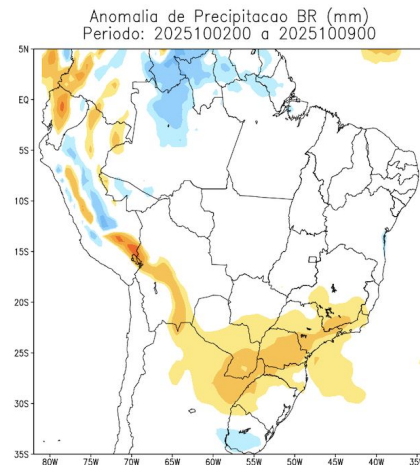 Anomalia de Precipitacao BR (mm)
Periodo: 2025100200 a 2025100900
5N
EQ
5S
10S
15S
20S
25S
30S
35S
80W 75W 70W 65W 60W 55W 50W 45W 40W 35W